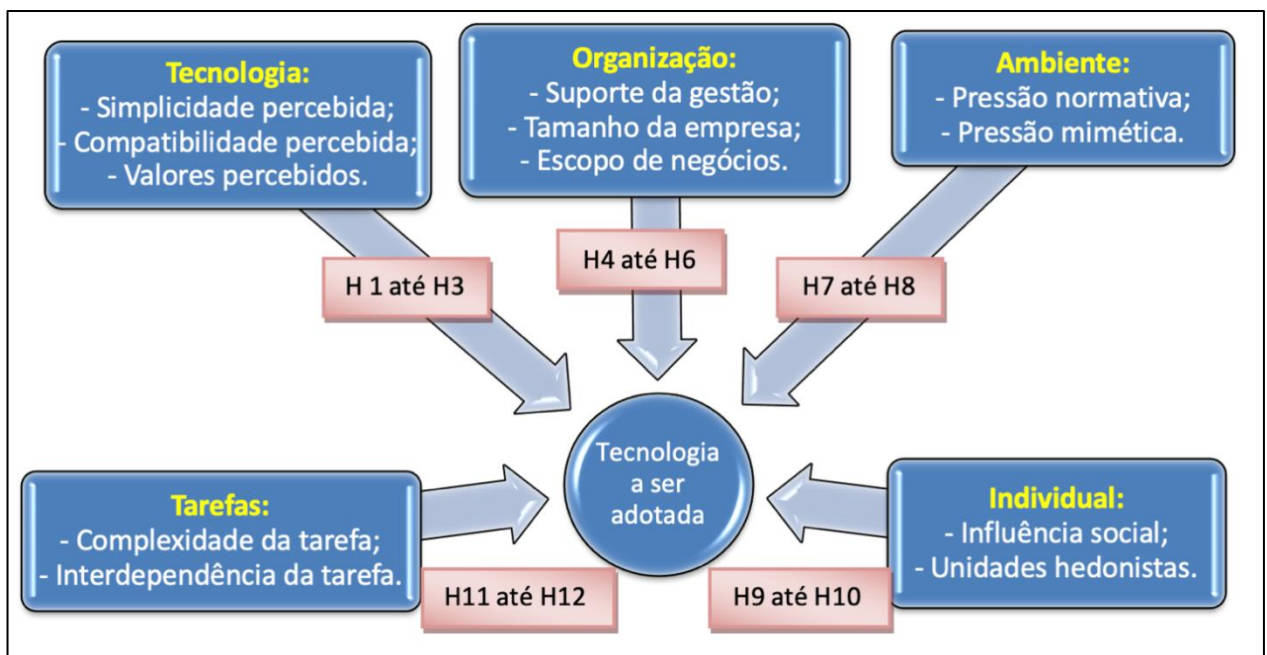 Tecnologia:
- Simplicidade percebida;
- Compatibilidade percebida;
- Valores percebidos.
Organização:
- Suporte da gestão;
- Tamanho da empresa;
- Escopo de negócios.
Ambiente:
- Pressão normativa;
- Pressão mimética.
H 1 até H3
H4 até H6
H7 até H8
Tecnologia
a ser
adotada
Tarefas:
- Complexidade da tarefa;
- Interdependência da tarefa.
H11 até H12
Individual:
- Influência social;
- Unidades hedonistas.
H9 até H10